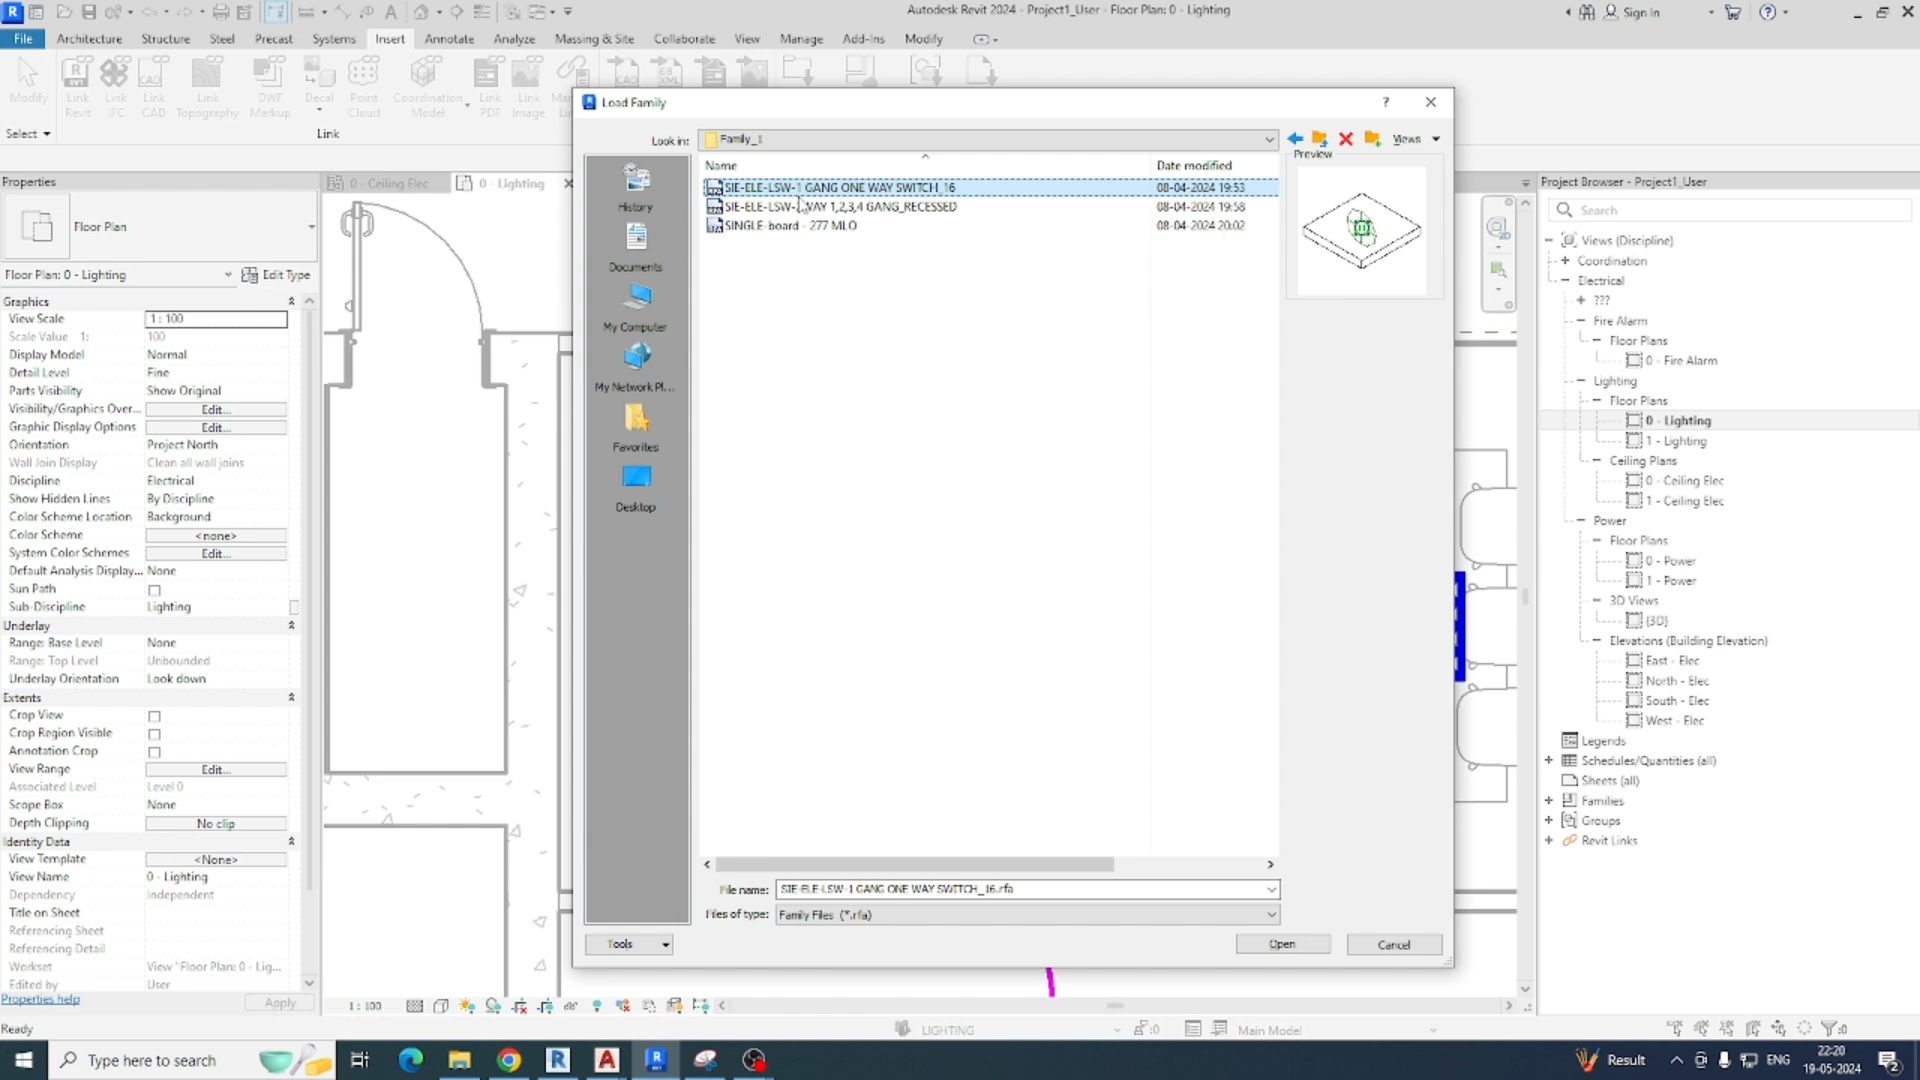 Autodesk Revit 2024 - Project1_User - Floor Plan: 0 - Lighting
Sign In
File
Architecture
Structure
Steel
Precast
Systems
Insert
Annotate
Analyze
Massing & Site
Collaborate
View
Manage
Add-Ins
Modify
Modify
Link
Revit
Link
IFC
Link
CAD
Link
Topography
DWF
Markup
Decal
Point
Cloud
Coordination
Model
Link
PDF
Link
Image
Select
Link
Load Family
Look in:
Family_1
Views
Name
Date modified
Preview
SIE-ELE-LSW-1 GANG ONE WAY SWITCH_16
08-04-2024 19:53
WAY 1,2,3,4 GANG_RECESSED
08-04-2024 19:58
SINGLE-board - 277 MLO
08-04-2024 20:02
History
Documents
My Computer
My Network Pl...
Favorites
Desktop
File name:
SIE-ELE-LSW-1 GANG ONE WAY SWITCH_16.rfa
Files of type:
Family Files (*.rfa)
Tools
Open
Cancel
Properties
Floor Plan
Floor Plan: 0 - Lighting
Edit Type
Graphics
View Scale
1 : 100
Scale Value 1:
100
Display Model
Normal
Detail Level
Fine
Parts Visibility
Show Original
Visibility/Graphics Over...
Edit...
Graphic Display Options
Edit...
Orientation
Project North
Wall Join Display
Clean all wall joins
Discipline
Electrical
Show Hidden Lines
By Discipline
Color Scheme Location
Background
Color Scheme
<none>
System Color Schemes
Edit...
Default Analysis Display...
None
Sun Path
Sub-Discipline
Lighting
Underlay
Range: Base Level
None
Range: Top Level
Unbounded
Underlay Orientation
Look down
Extents
Crop View
Crop Region Visible
Annotation Crop
View Range
Edit...
Associated Level
Level 0
Scope Box
None
Depth Clipping
No clip
Identity Data
View Template
<None>
View Name
0 - Lighting
Dependency
Independent
Title on Sheet
Referencing Sheet
Referencing Detail
Workset
View "Floor Plan: 0 - Lig...
Edited by
User
Properties help
Apply
0 - Ceiling Elec
0 - Lighting
1 : 100
Project Browser - Project1_User
Search
Views (Discipline)
Coordination
Electrical
???
Fire Alarm
Floor Plans
0 - Fire Alarm
Lighting
Floor Plans
0 - Lighting
1 - Lighting
Ceiling Plans
0 - Ceiling Elec
1 - Ceiling Elec
Power
Floor Plans
0 - Power
1 - Power
3D Views
{3D}
Elevations (Building Elevation)
East - Elec
North - Elec
South - Elec
West - Elec
Legends
Schedules/Quantities (all)
Sheets (all)
Families
Groups
Revit Links
Ready
LIGHTING
:0
Main Model
:0
Type here to search
Result
ENG
22:20
19-05-2024
2